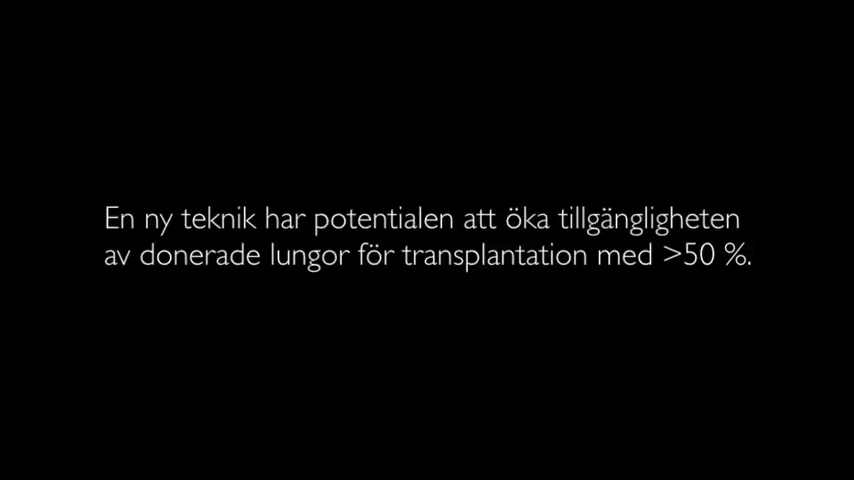 En ny teknik har potentialen att öka tillgängligheten
av donerade lungor för transplantation med >50 %.